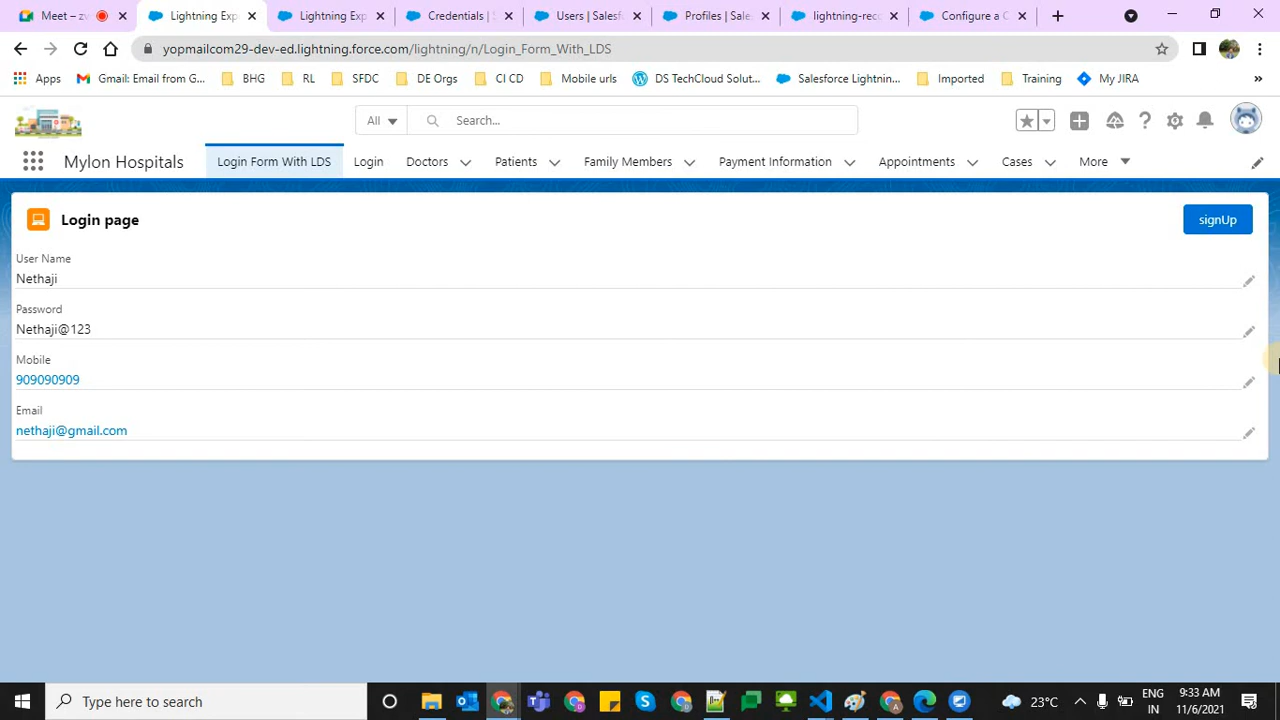 Meet – zv
Lightning Exp
Lightning Exp
Credentials | S
Users | Salesf
Profiles | Sale
lightning-reco
Configure a C
yopmailcom29-dev-ed.lightning.force.com/lightning/n/Login_Form_With_LDS
Apps
Gmail: Email from G...
BHG
RL
SFDC
DE Orgs
CI CD
Mobile urls
DS TechCloud Solut...
Salesforce Lightnin...
Imported
Training
My JIRA
»
All
Search...
Mylon Hospitals
Login Form With LDS
Login
Doctors
Patients
Family Members
Payment Information
Appointments
Cases
More
Login page
signUp
User Name
Nethaji
Password
Nethaji@123
Mobile
909090909
Email
nethaji@gmail.com
Type here to search
23°C
ENG
IN
9:33 AM
11/6/2021